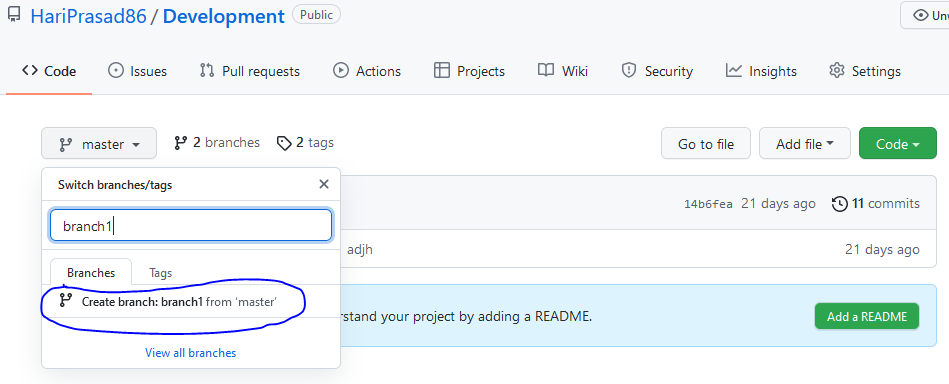 HariPrasad86 / Development Public
Unw
Code Issues Pull requests Actions Projects Wiki Security Insights Settings
master 2 branches 2 tags Go to file Add file Code
Switch branches/tags
branch1
14b6fea 21 days ago 11 commits
adjh 21 days ago
Branches Tags
Create branch: branch1 from 'master'
rstand your project by adding a README. Add a README
View all branches